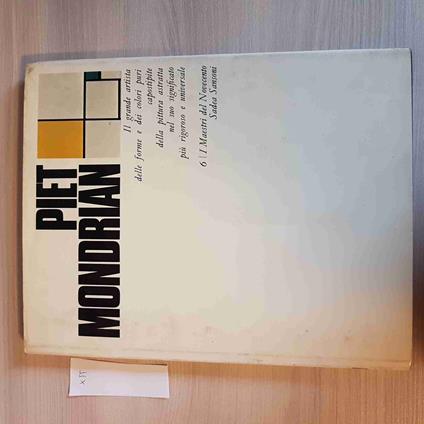 PIET
MONDRIAN
Il grande artista
delle forme e dei colori puri
capostipite
della pittura astratta
nel suo significato
più rigoroso e universale
6 | I Maestri del Novecento
Sadea Sansoni